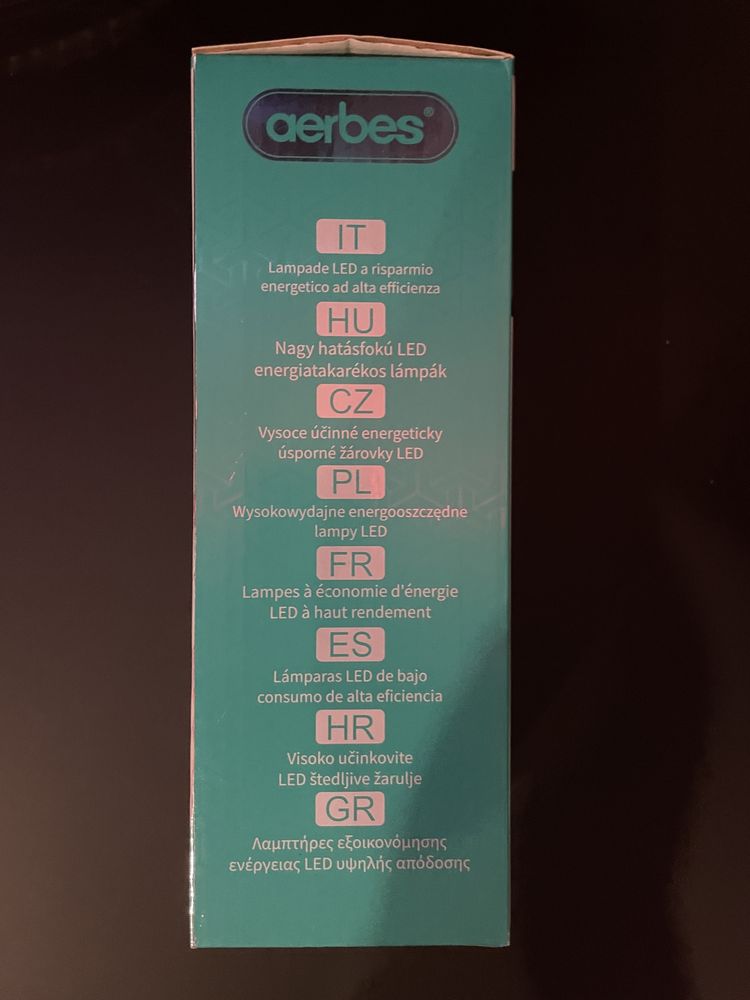 aerbes®
IT
Lampade LED a risparmio
energetico ad alta efficienza
HU
Nagy hatásfokú LED
energiatakarékos lámpák
CZ
Vysoce účinné energeticky
úsporné žárovky LED
PL
Wysokowydajne energooszczędne
lampy LED
FR
Lampes à économie d'énergie
LED à haut rendement
ES
Lámparas LED de bajo
consumo de alta eficiencia
HR
Visoko učinkovite
LED štedljive žarulje
GR
Λαμπτήρες εξοικονόμησης
ενέργειας LED υψηλής απόδοσης